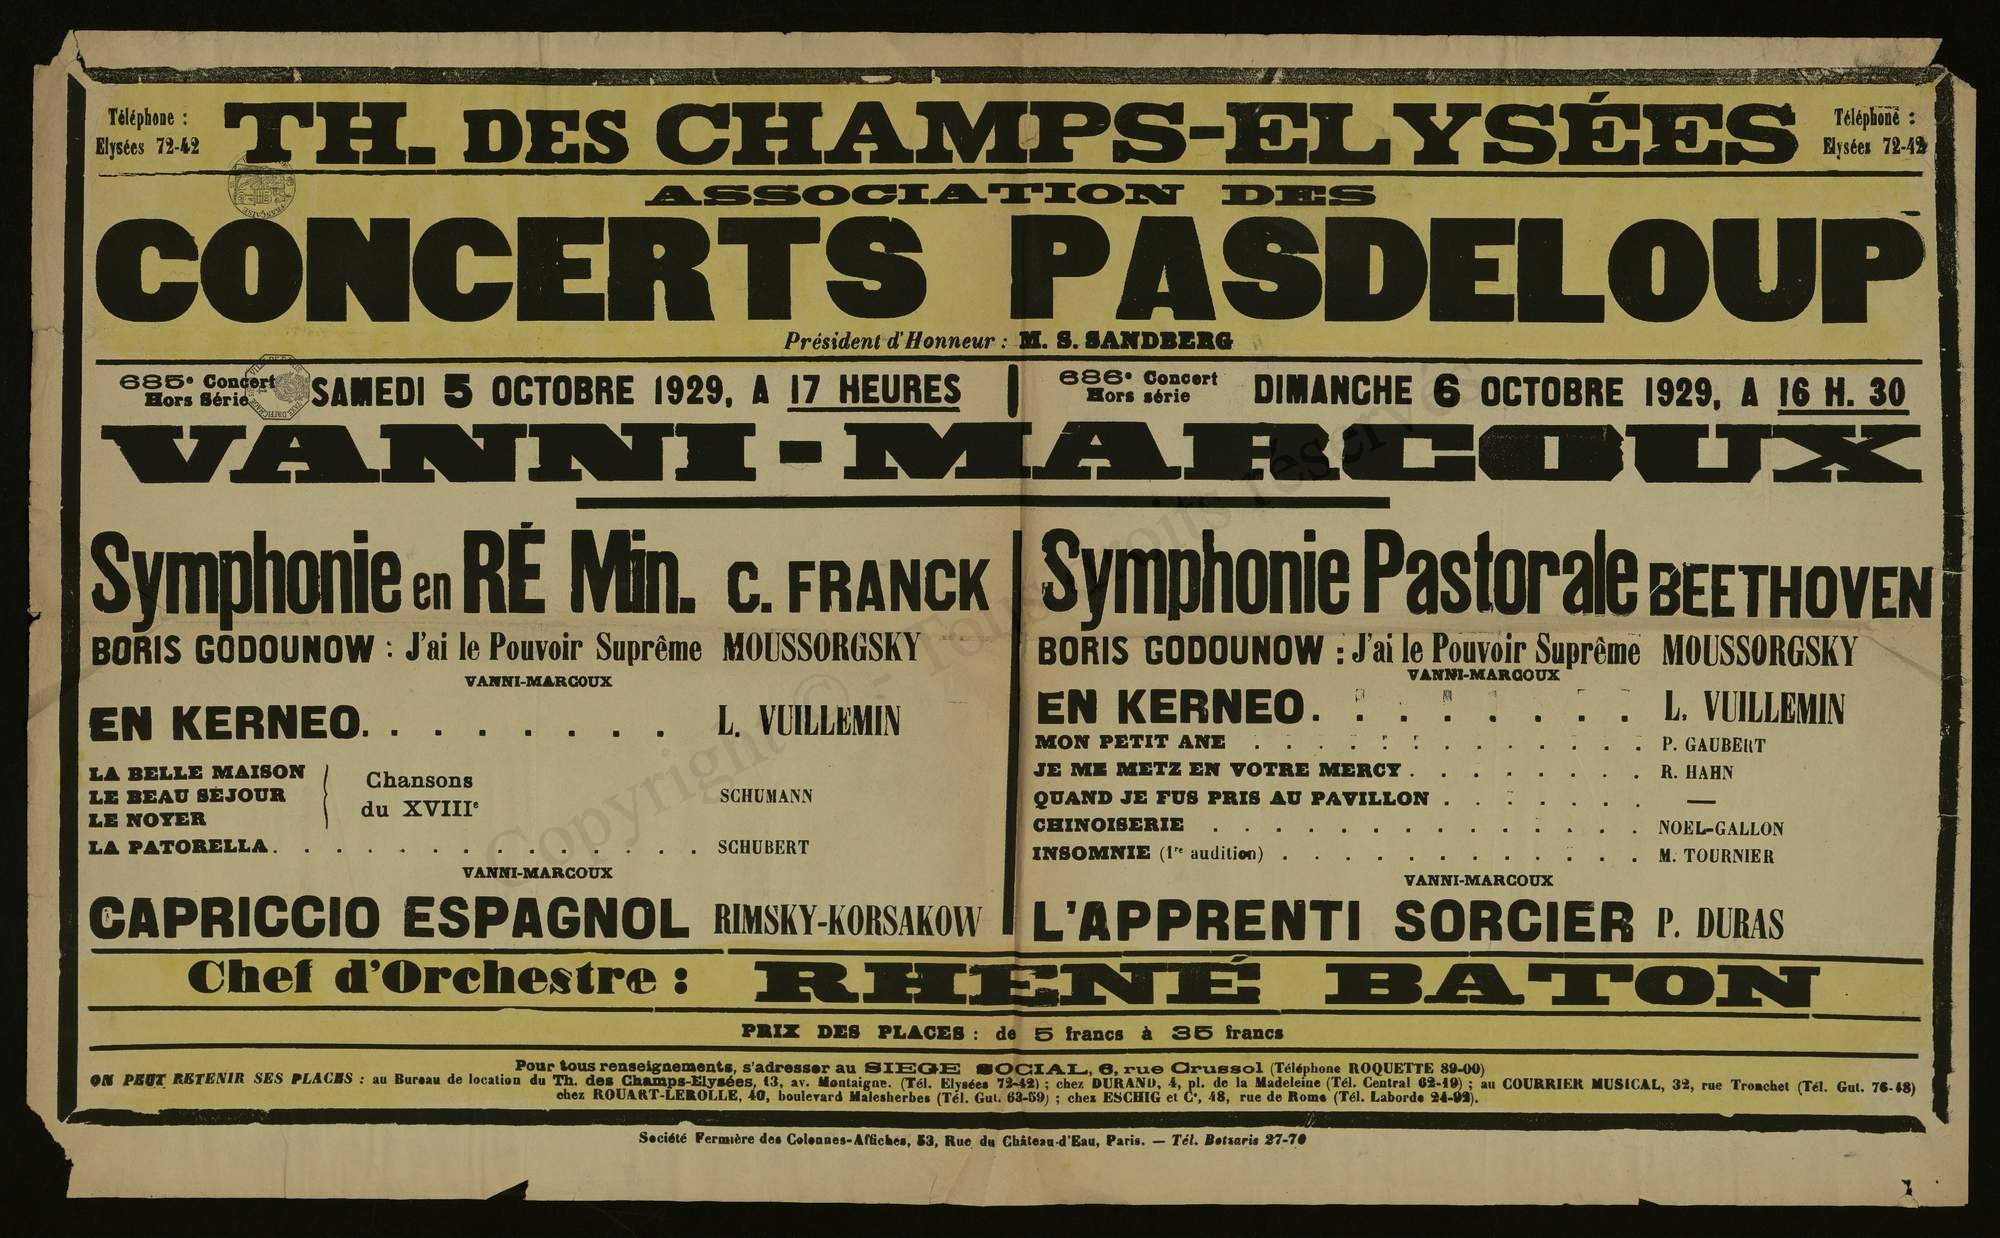 Téléphone :
Elysées 72-42
TH. DES CHAMPS-ELYSÉES
Téléphone :
Elysées 72-42
ASSOCIATION DES
CONCERTS PASDELOUP
Président d'Honneur : M. S. SANDBERG
685e Concert
Hors Série
SAMEDI 5 OCTOBRE 1929, A 17 HEURES
686e Concert
Hors série
DIMANCHE 6 OCTOBRE 1929, A 16 H. 30
VANNI-MARCOUX
Symphonie en RÉ Min. C. FRANCK
BORIS GODOUNOW : J'ai le Pouvoir Suprême MOUSSORGSKY
VANNI-MARCOUX
EN KERNEO. . . . . . . . L. VUILLEMIN
LA BELLE MAISON
LE BEAU SÉJOUR
LE NOYER
Chansons
du XVIIIe
SCHUMANN
LA PATORELLA. . . . . . . . . . . . . . SCHUBERT
VANNI-MARCOUX
CAPRICCIO ESPAGNOL RIMSKY-KORSAKOW
Symphonie Pastorale BEETHOVEN
BORIS GODOUNOW : J'ai le Pouvoir Suprême MOUSSORGSKY
VANNI-MARCOUX
EN KERNEO. . . . . . . . L. VUILLEMIN
MON PETIT ANE . . . . . . . . . . . . . P. GAUBERT
JE ME METZ EN VOTRE MERCY . . . . . . . . R. HAHN
QUAND JE FUS PRIS AU PAVILLON . . . . . . . —
CHINOISERIE . . . . . . . . . . . . . . NOEL-GALLON
INSOMNIE (1re audition) . . . . . . . . . . . M. TOURNIER
VANNI-MARCOUX
L'APPRENTI SORCIER P. DURAS
Chef d'Orchestre : RHENÉ BATON
PRIX DES PLACES : de 5 francs à 35 francs
Pour tous renseignements, s'adresser au SIEGE SOCIAL, 6, rue Crussol (Téléphone ROQUETTE 89-00)
ON PEUT RETENIR SES PLACES : au Bureau de location du Th. des Champs-Elysées, 13, av. Montaigne. (Tél. Elysées 72-42) ; chez DURAND, 4, pl. de la Madeleine (Tél. Central 62-19) ; au COURRIER MUSICAL, 32, rue Tronchet (Tél. Gut. 76-48)
chez ROUART-LEROLLE, 40, boulevard Malesherbes (Tél. Gut. 63-59) ; chez ESCHIG et Ce, 48, rue de Rome (Tél. Laborde 24-92).
Société Fermière des Colonnes-Affiches, 53, Rue du Château-d'Eau, Paris. — Tél. Botzaris 27-70
Copyright © - Tous droits réservés